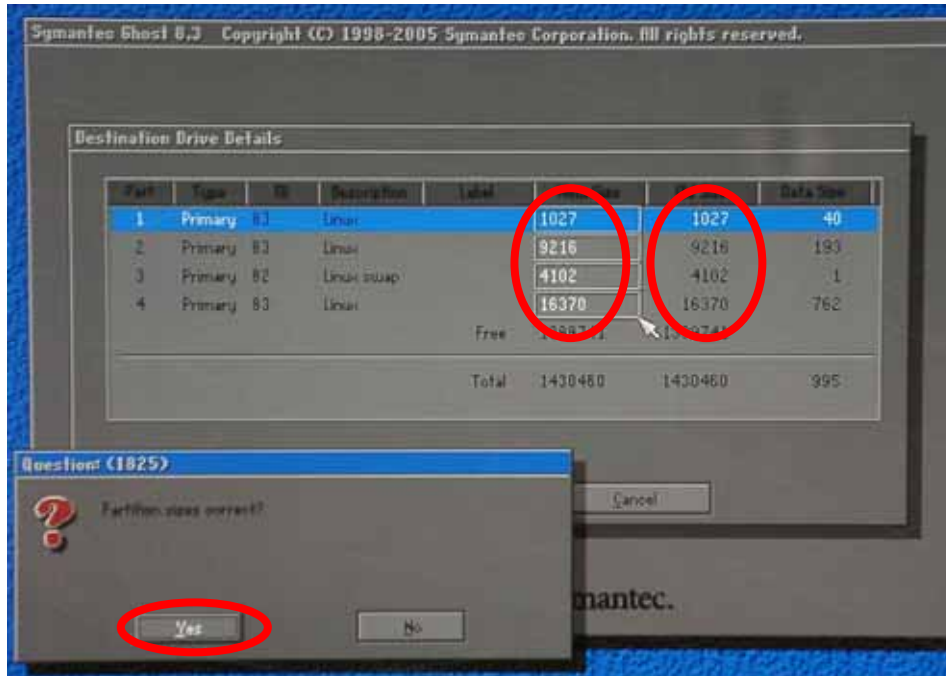 Symantec Ghost 8.3 Copyright (C) 1998-2005 Symantec Corporation. All rights reserved.
Destination Drive Details
Part Type ID Description Label Size Data Size
1 Primary 83 Linux 1027 1027 40
2 Primary 83 Linux 9216 9216 193
3 Primary 82 Linux swap 4102 4102 1
4 Primary 83 Linux 16370 16370 762
Free
Total 1430460 1430460 995
Cancel
Question: (1825)
Partition sizes correct?
Yes No
mantec.